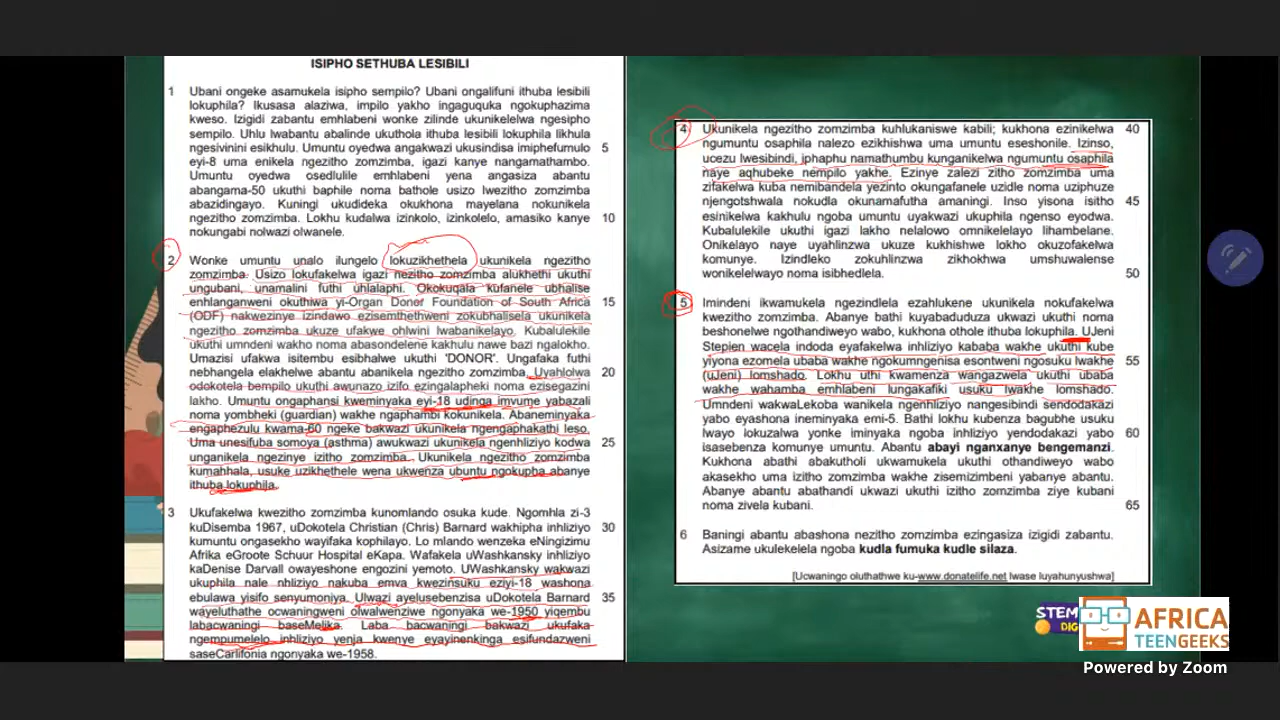 ISIPHO SETHUBA LESIBILI
1 Ubani ongeke asamukela isipho sempilo? Ubani ongalifuni ithuba lesibili
lokuphila? Ikusasa alaziwa, impilo yakho ingaguquka ngokuphazima
kweso. Izigidi zabantu emhlabeni wonke zilinde ukunikelelwa ngesipho
sempilo. Uhlu lwabantu abalinde ukuthola ithuba lesibili lokuphila likhula
ngesivinini esikhulu. Umuntu oyedwa angakwazi ukusindisa imiphefumulo 5
eyi-8 uma enikela ngezitho zomzimba, igazi kanye nangamathambo.
Umuntu oyedwa osedlulile emhlabeni yena angasiza abantu
abangama-50 ukuthi baphile noma bathole usizo lwezitho zomzimba
abazidingayo. Kuningi ukudideka okukhona mayelana nokunikela
ngezitho zomzimba. Lokhu kudalwa izinkolo, izinkolelo, amasiko kanye 10
nokungabi nolwazi olwanele.
2 Wonke umuntu unalo ilungelo lokuzikhethela ukunikela ngezitho
zomzimba. Usizo lokufakelwa igazi nezitho zomzimba alukhethi ukuthi
ungubani, unamalini futhi uhlalaphi. Okokuqala kufanele ubhalise
enhlanganweni okuthiwa yi-Organ Donor Foundation of South Africa 15
(ODF) nakwezinye izindawo ezisemthethweni zokubhalisela ukunikela
ngezitho zomzimba ukuze ufakwe ohlwini lwabanikelayo. Kubalulekile
ukuthi umndeni wakho noma abasondelene kakhulu nawe bazi ngalokho.
Umazisi ufakwa isitembu esibhalwe ukuthi 'DONOR'. Ungafaka futhi
nebhangela elakhelwe abantu abanikela ngezitho zomzimba. Uyahlolwa 20
odokotela bempilo ukuthi awunazo izifo ezingalapheki noma ezisegazini
lakho. Umuntu ongaphansi kweminyaka eyi-18 udinga imvume yabazali
noma yombheki (guardian) wakhe ngaphambi kokunikela. Abaneminyaka
engaphezulu kwama-60 ngeke bakwazi ukunikela ngengaphakathi leso.
Uma unesifuba somoya (asthma) awukwazi ukunikela ngenhliziyo kodwa 25
unganikela ngezinye izitho zomzimba. Ukunikela ngezitho zomzimba
kumahhala, usuke uzikhethele wena ukwenza ubuntu ngokupha abanye
ithuba lokuphila.
3 Ukufakelwa kwezitho zomzimba kunomlando osuka kude. Ngomhla zi-3
kuDisemba 1967, uDokotela Christian (Chris) Barnard wakhipha inhliziyo 30
kumuntu ongasekho wayifaka kophilayo. Lo mlando wenzeka eNingizimu
Afrika eGroote Schuur Hospital eKapa. Wafakela uWashkansky inhliziyo
kaDenise Darvall owayeshone engozini yemoto. UWashkansky wakwazi
ukuphila nale nhliziyo nakuba emva kwezinsuku eziyi-18 washona
ebulawa yisifo senyumoniya. Ulwazi ayelusebenzisa uDokotela Barnard 35
wayeluthathe ocwaningweni olwalwenziwe ngonyaka we-1950 yiqembu
labacwaningi baseMelika. Laba bacwaningi bakwazi ukufaka
ngempumelelo inhliziyo yenja kwenye eyayinenkinga esifundazweni
saseCarlifonia ngonyaka we-1958.
4 Ukunikela ngezitho zomzimba kuhlukaniswe kabili; kukhona ezinikelwa 40
ngumuntu osaphila nalezo ezikhishwa uma umuntu eseshonile. Izinso,
ucezu lwesibindi, iphaphu namathumbu kunganikelwa ngumuntu osaphila
naye aqhubeke nempilo yakhe. Ezinye zalezi zitho zomzimba uma
zifakelwa kuba nemibandela yezinto okungafanele uzidle noma uziphuze
njengotshwala nokudla okunamafutha amaningi. Inso yisona isitho 45
esinikelwa kakhulu ngoba umuntu uyakwazi ukuphila ngenso eyodwa.
Kubalulekile ukuthi igazi lakho nelalowo omnikelelayo lihambelane.
Onikelayo naye uyahlinzwa ukuze kukhishwe lokho okuzofakelwa
komunye. Izindleko zokuhlinzwa zikhokhwa umshuwalense
wonikelelwayo noma isibhedlela. 50
5 Imindeni ikwamukela ngezindlela ezahlukene ukunikela nokufakelwa
kwezitho zomzimba. Abanye bathi kuyabaduduza ukwazi ukuthi noma
beshonelwe ngothandiweyo wabo, kukhona othole ithuba lokuphila. UJeni
Stepien wacela indoda eyafakelwa inhliziyo kababa wakhe ukuthi kube
yiyona ezomela ubaba wakhe ngokumngenisa esontweni ngosuku lwakhe 55
(uJeni) lomshado. Lokhu uthi kwamenza wangazwela ukuthi ubaba
wakhe wahamba emhlabeni lungakafiki usuku lwakhe lomshado.
Umndeni wakwaLekoba wanikela ngenhliziyo nangesibindi sendodakazi
yabo eyashona ineminyaka emi-5. Bathi lokhu kubenza bagubhe usuku
lwayo lokuzalwa yonke iminyaka ngoba inhliziyo yendodakazi yabo 60
isasebenza komunye umuntu. Abantu abayi nganxanye bengemanzi.
Kukhona abathi abakutholi ukwamukela ukuthi othandiweyo wabo
akasekho uma izitho zomzimba wakhe zisemizimbeni yabanye abantu.
Abanye abantu abathandi ukwazi ukuthi izitho zomzimba ziye kubani
noma zivela kubani. 65
6 Baningi abantu abashona nezitho zomzimba ezingasiza izigidi zabantu.
Asizame ukulekelela ngoba kudla fumuka kudle silaza.
[Ucwaningo oluthathwe ku-www.donatelife.net lwase luyahunyushwa]
STEM
DIG
AFRICA
TEENGEEKS
Powered by Zoom